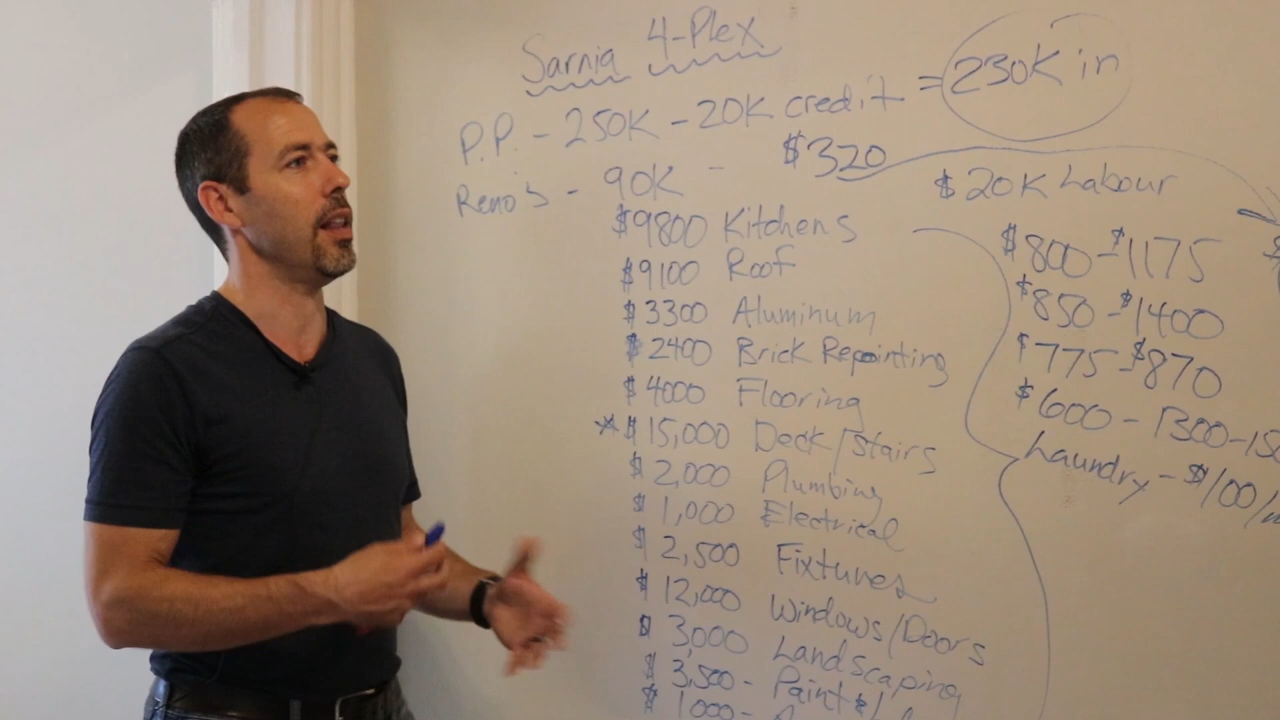 Sarnia 4-Plex
P.P. - 250K - 20K credit = 230K in
Reno's - 90K - $320
$20K Labour
$9800 Kitchens
$9100 Roof
$3300 Aluminum
$2400 Brick Repointing
$4000 Flooring
* $15,000 Deck/stairs
$2,000 Plumbing
$1,000 Electrical
$2,500 Fixtures
$12,000 Windows/Doors
$3,000 Landscaping
$3,500 - Paint
$1000 -
$800 - $1175
$850 - $1400
$775 - $870
$600 - 1300 - 150
Laundry - $100/m
$